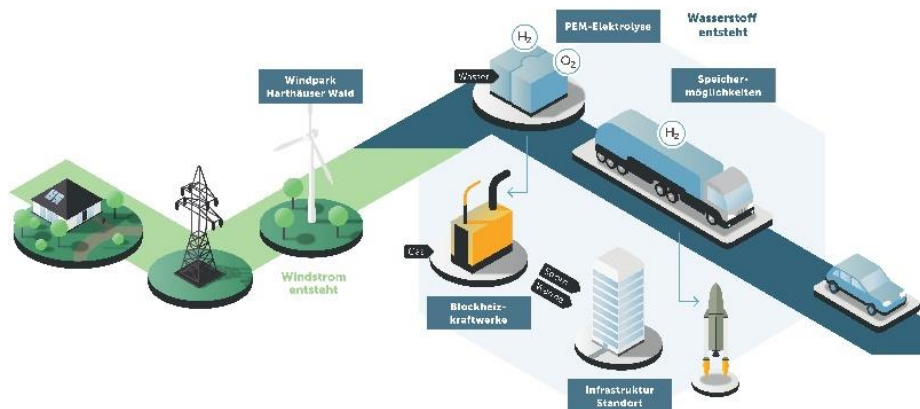 PEM-Elektrolyse
Wasserstoff
entsteht
H₂
O₂
Wasser
Windpark
Harthäuser Wald
Speicher-
möglichkeiten
H₂
Windstrom
entsteht
Gas
Strom
Wärme
Blockheiz-
kraftwerke
Infrastruktur
Standort